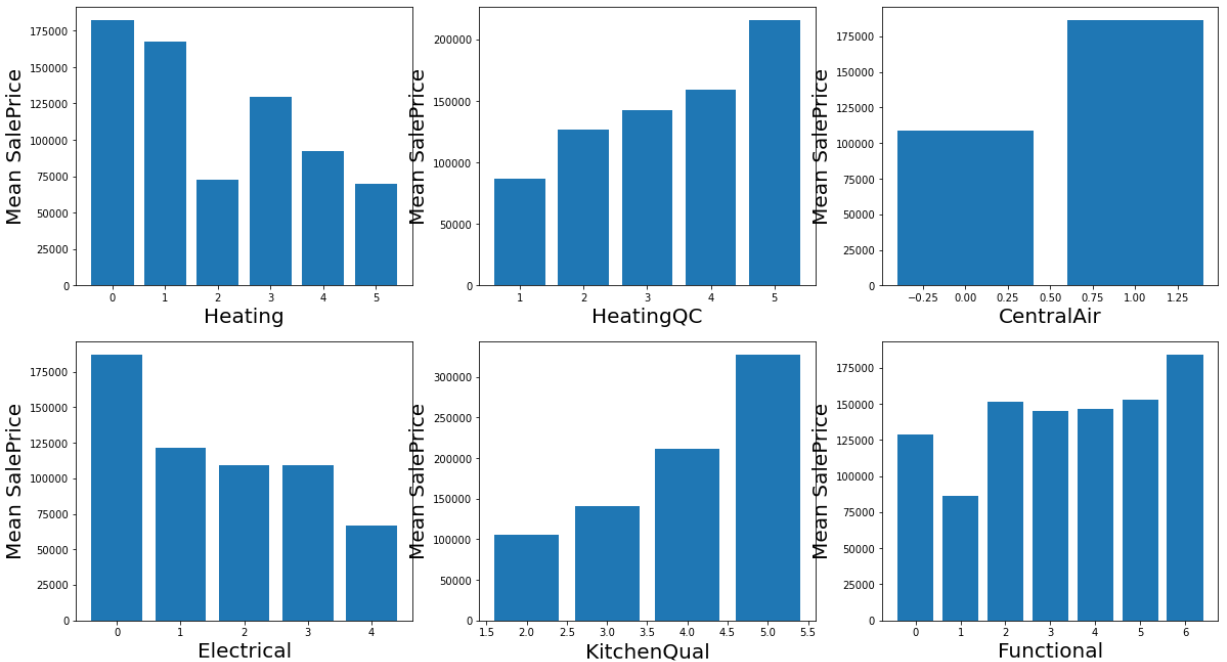 Mean SalePrice
175000
150000
125000
100000
75000
50000
25000
0
0 1 2 3 4 5
Heating
Mean SalePrice
200000
150000
100000
50000
0
1 2 3 4 5
HeatingQC
Mean SalePrice
175000
150000
125000
100000
75000
50000
25000
0
−0.25 0.00 0.25 0.50 0.75 1.00 1.25
CentralAir
Mean SalePrice
175000
150000
125000
100000
75000
50000
25000
0
0 1 2 3 4
Electrical
Mean SalePrice
300000
250000
200000
150000
100000
50000
0
1.5 2.0 2.5 3.0 3.5 4.0 4.5 5.0 5.5
KitchenQual
Mean SalePrice
175000
150000
125000
100000
75000
50000
25000
0
0 1 2 3 4 5 6
Functional